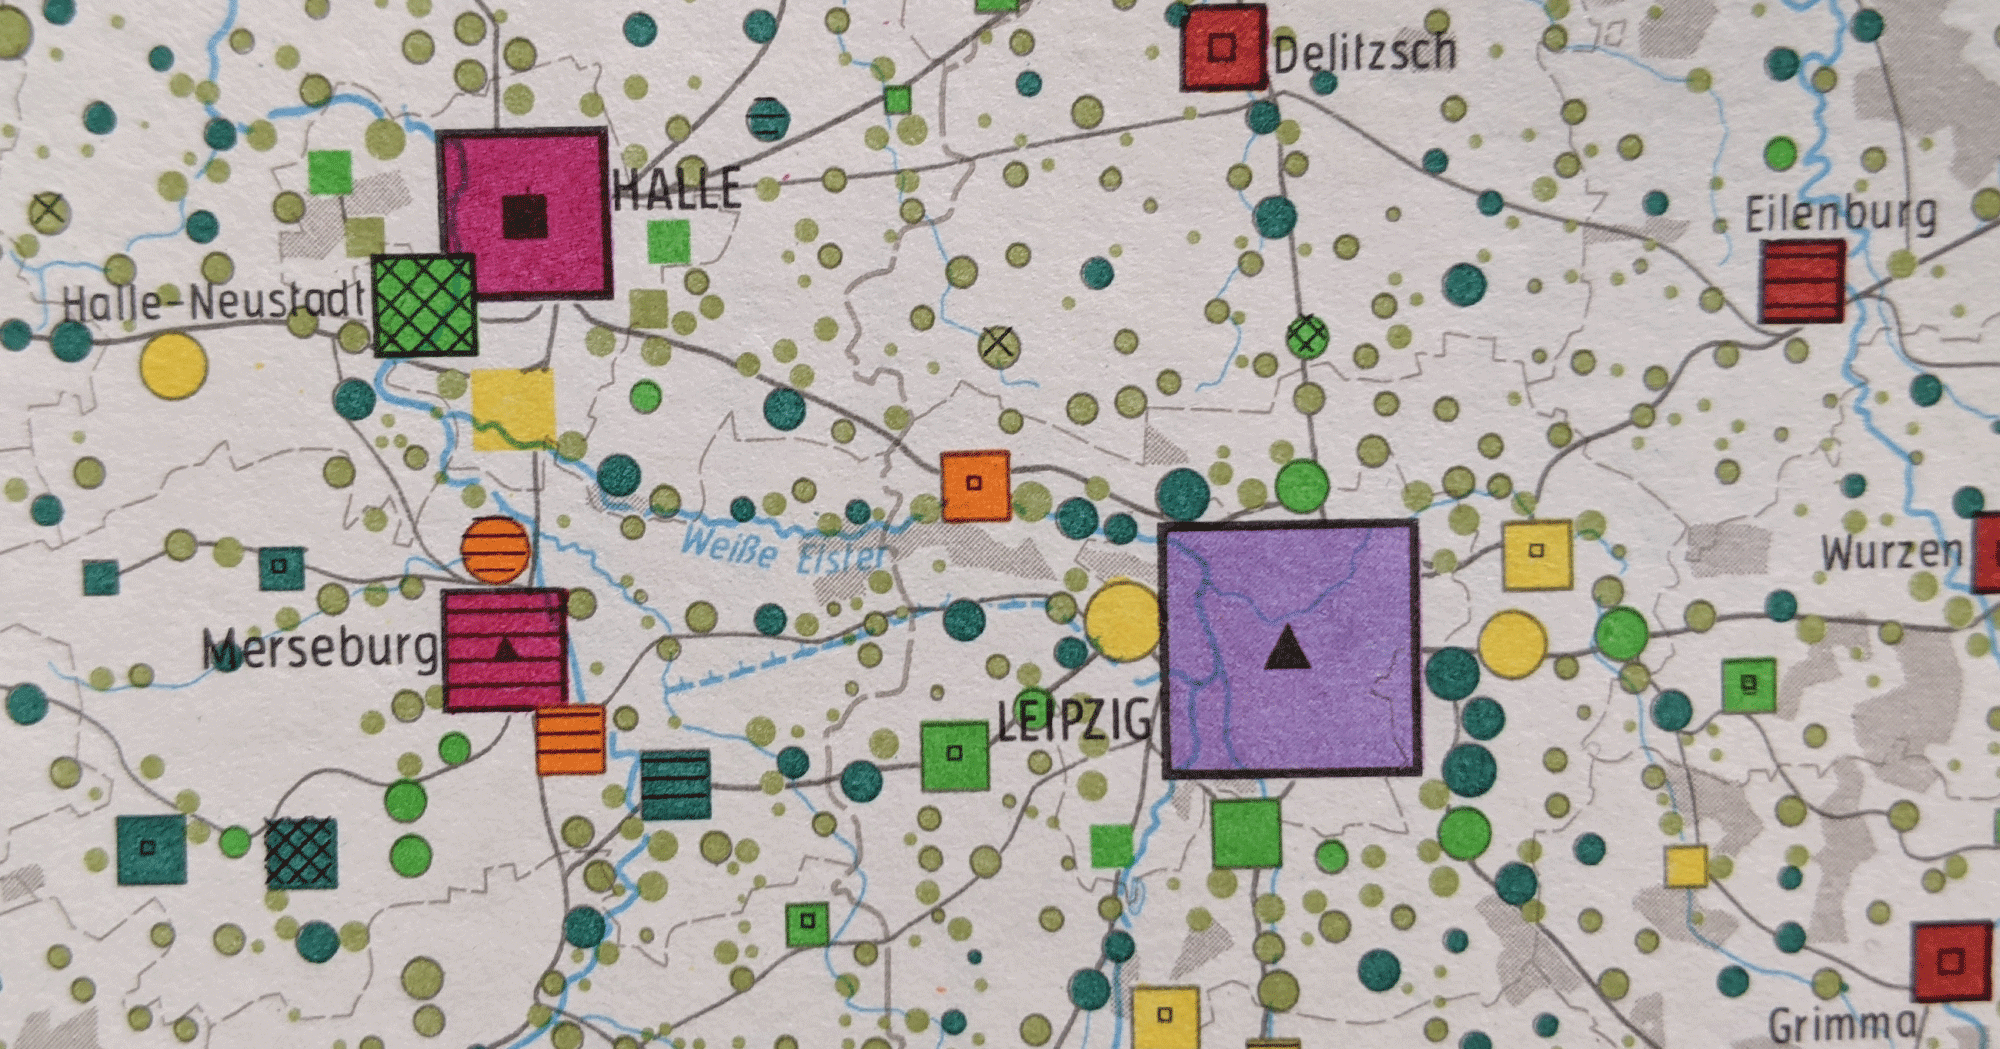 Delitzsch
HALLE
Eilenburg
Halle-Neustadt
Weiße Elster
Wurzen
Merseburg
LEIPZIG
Grimma